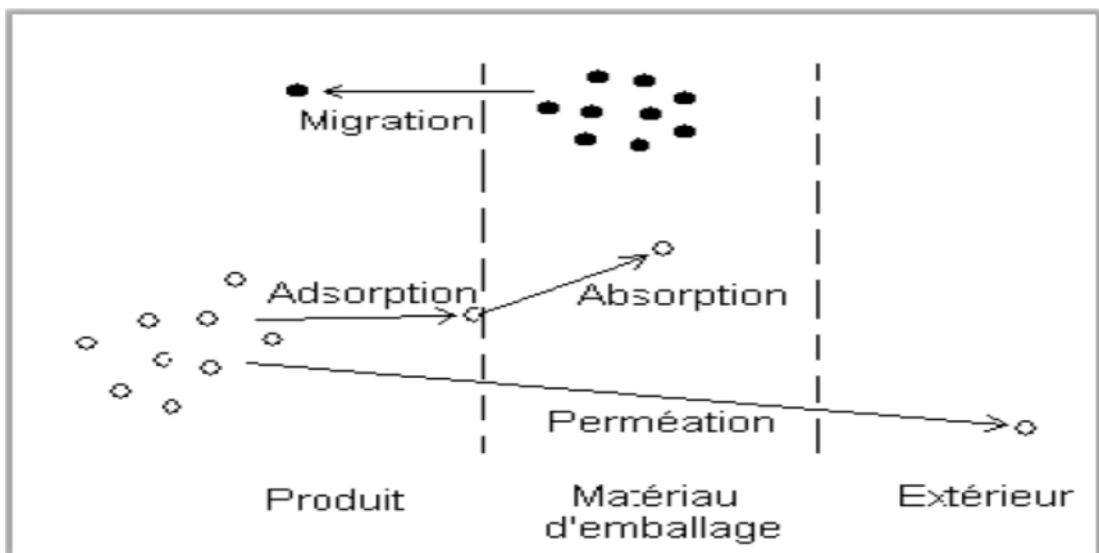 Migration
Adsorption
Absorption
Perméation
Produit
Matériau
d'emballage
Extérieur